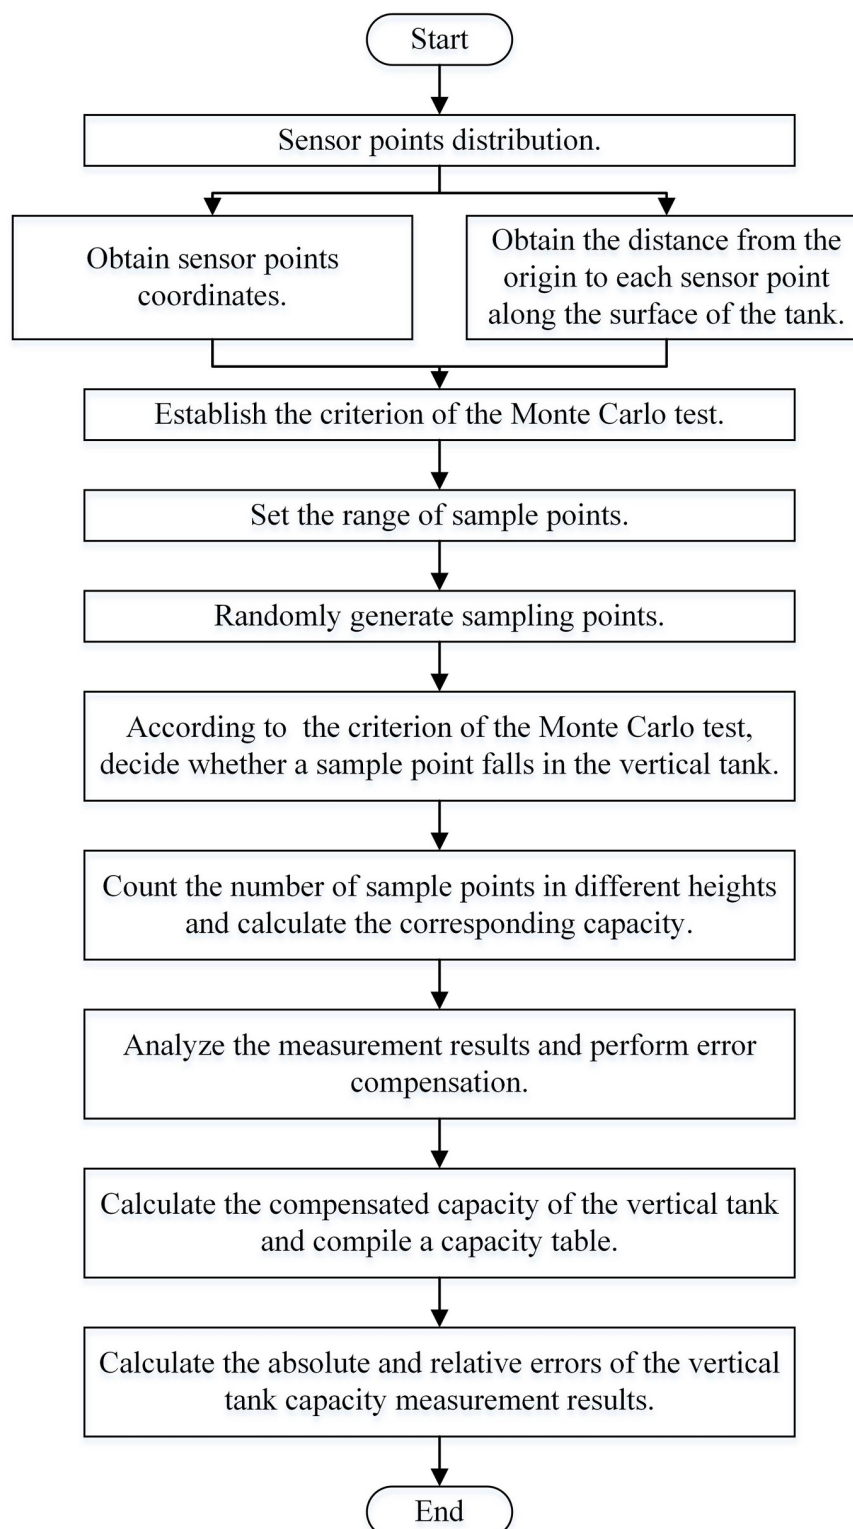 Start
Sensor points distribution.
Obtain sensor points
coordinates.
Obtain the distance from the
origin to each sensor point
along the surface of the tank.
Establish the criterion of the Monte Carlo test.
Set the range of sample points.
Randomly generate sampling points.
According to  the criterion of the Monte Carlo test,
decide whether a sample point falls in the vertical tank.
Count the number of sample points in different heights
and calculate the corresponding capacity.
Analyze the measurement results and perform error
compensation.
Calculate the compensated capacity of the vertical tank
and compile a capacity table.
Calculate the absolute and relative errors of the vertical
tank capacity measurement results.
End